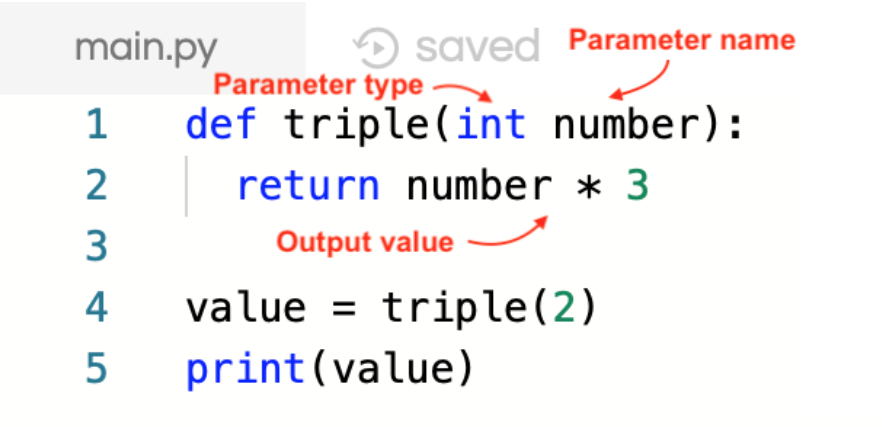 main.py saved Parameter name
Parameter type
1 def triple(int number):
2 return number * 3
3 Output value
4 value = triple(2)
5 print(value)